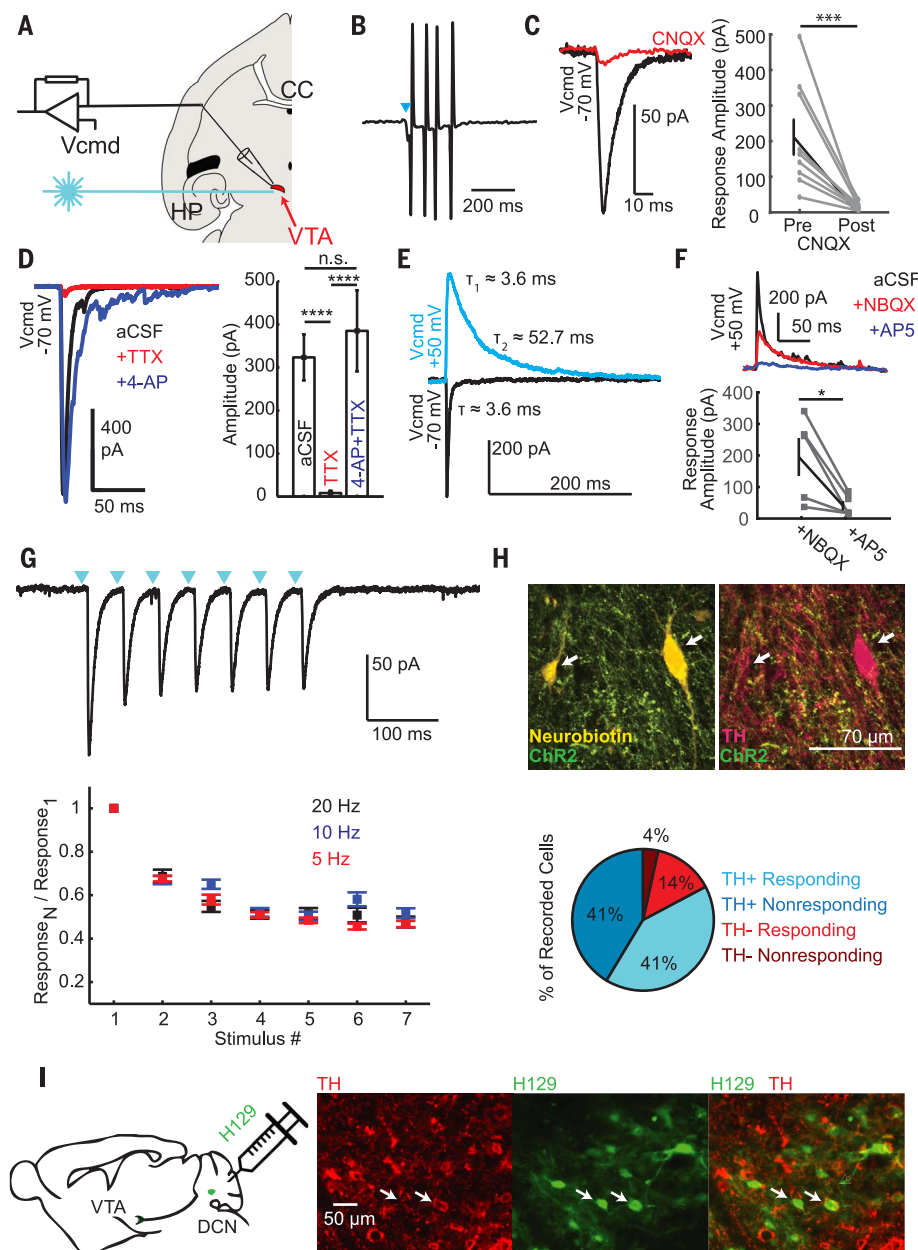 A
Vcmd
CC
HP
VTA
B
200 ms
C
CNQX
Vcmd
-70 mV
50 pA
10 ms
***
Response Amplitude (pA)
500
400
300
200
100
0
Pre
Post
CNQX
D
Vcmd
-70 mV
aCSF
+TTX
+4-AP
400
pA
50 ms
n.s.
****
****
Amplitude (pA)
500
400
300
200
100
0
aCSF
TTX
4-AP+TTX
E
Vcmd
+50 mV
τ1 ≈ 3.6 ms
τ2 ≈ 52.7 ms
Vcmd
-70 mV
τ ≈ 3.6 ms
200 pA
200 ms
F
Vcmd
+50 mV
200 pA
50 ms
aCSF
+NBQX
+AP5
*
Response
Amplitude (pA)
400
300
200
100
0
+NBQX
+AP5
G
50 pA
100 ms
ResponseN / Response1
1
0.8
0.6
0.4
0.2
20 Hz
10 Hz
5 Hz
1 2 3 4 5 6 7
Stimulus #
H
Neurobiotin
ChR2
TH
ChR2
70 μm
% of Recorded Cells
4%
14%
41%
41%
TH+ Responding
TH+ Nonresponding
TH- Responding
TH- Nonresponding
I
H129
VTA
DCN
TH
50 μm
H129
H129 TH